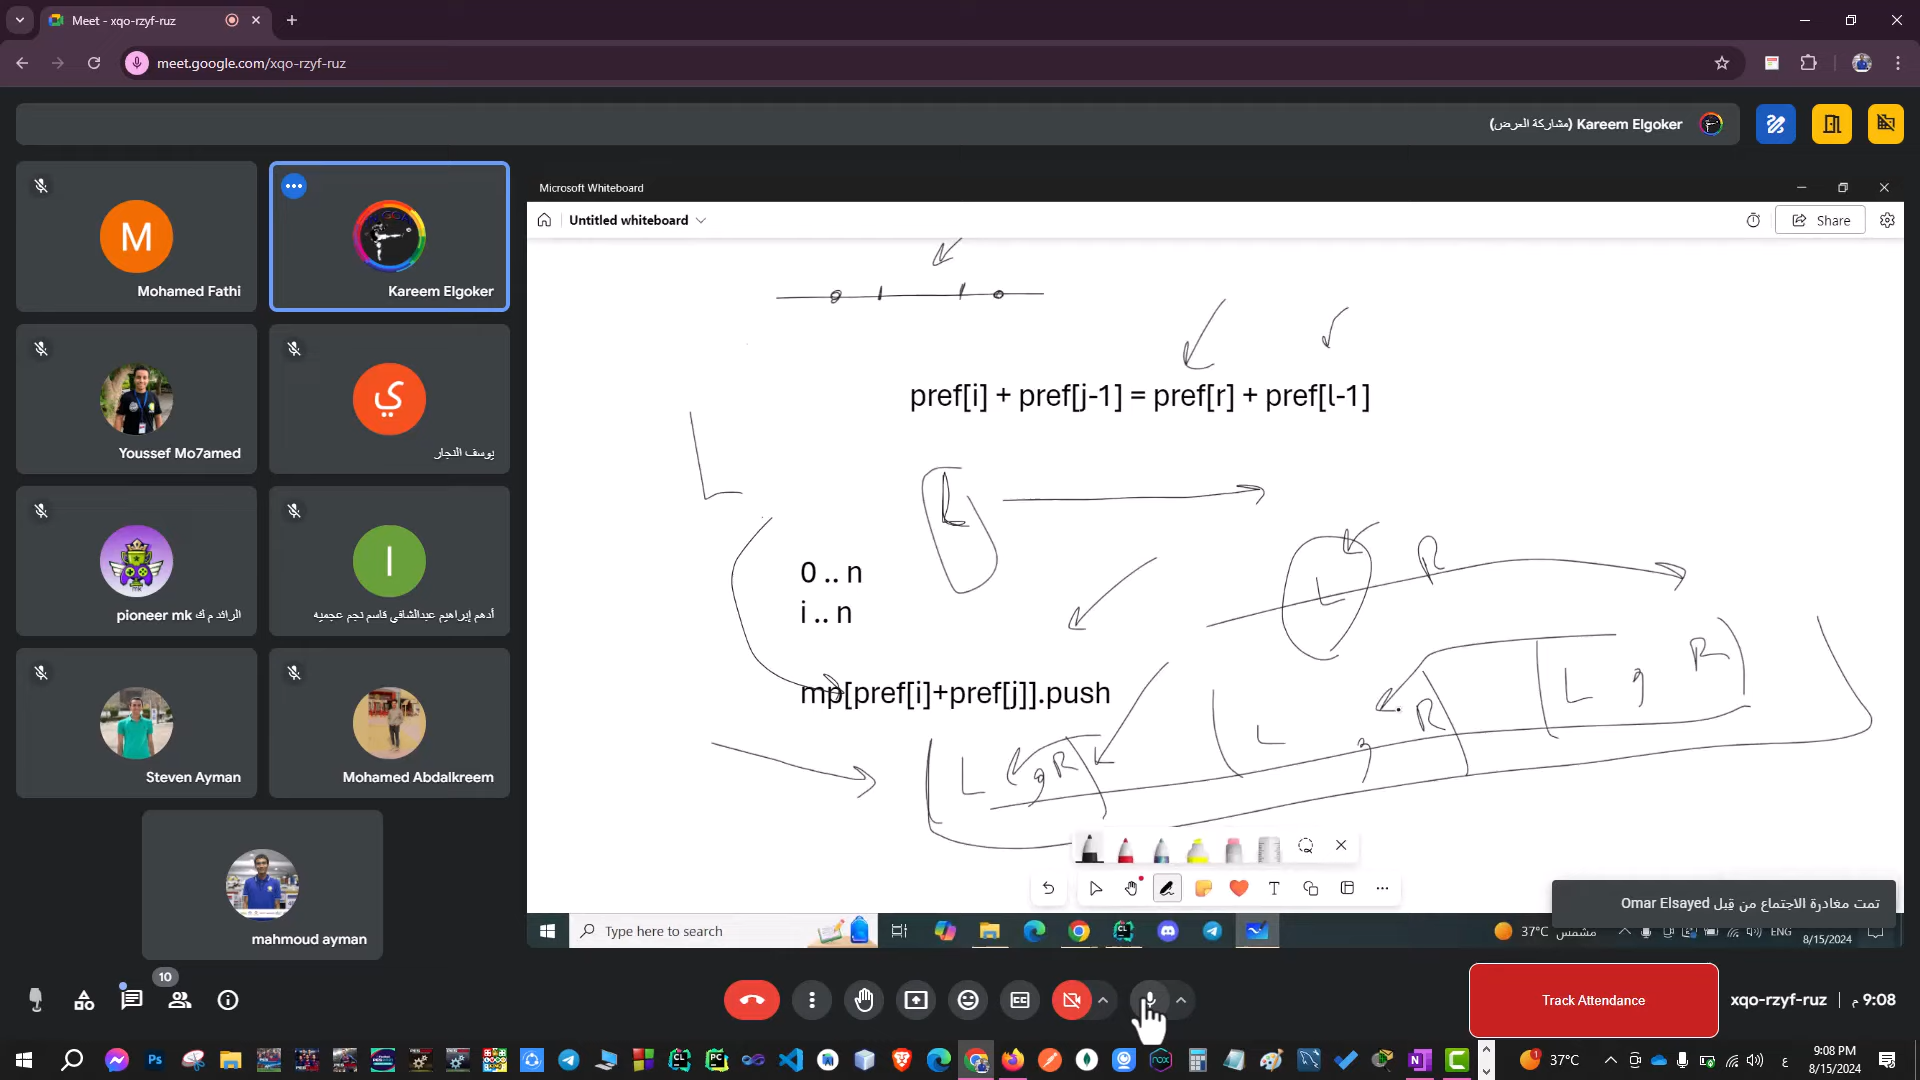 Meet - xqo-rzyf-ruz
meet.google.com/xqo-rzyf-ruz
Kareem Elgoker (مشاركة العرض)
M
Mohamed Fathi
Kareem Elgoker
Youssef Mo7amed
ي
يوسف النجار
pioneer mk الرائد م ك
ا
أدهم إبراهيم عبدالشافي قاسم نجم عجميه
Steven Ayman
Mohamed Abdalkreem
mahmoud ayman
Microsoft Whiteboard
Untitled whiteboard
Share
pref[i] + pref[j-1] = pref[r] + pref[l-1]
L
0 .. n
i .. n
L R
mp[pref[i]+pref[j]].push
L , R
L , R
L , R
تمت مغادرة الاجتماع من قِبل Omar Elsayed
Type here to search
37°C مشمس
ENG
8/15/2024
10
Track Attendance
xqo-rzyf-ruz
9:08 م
37°C
ع
9:08 PM
8/15/2024